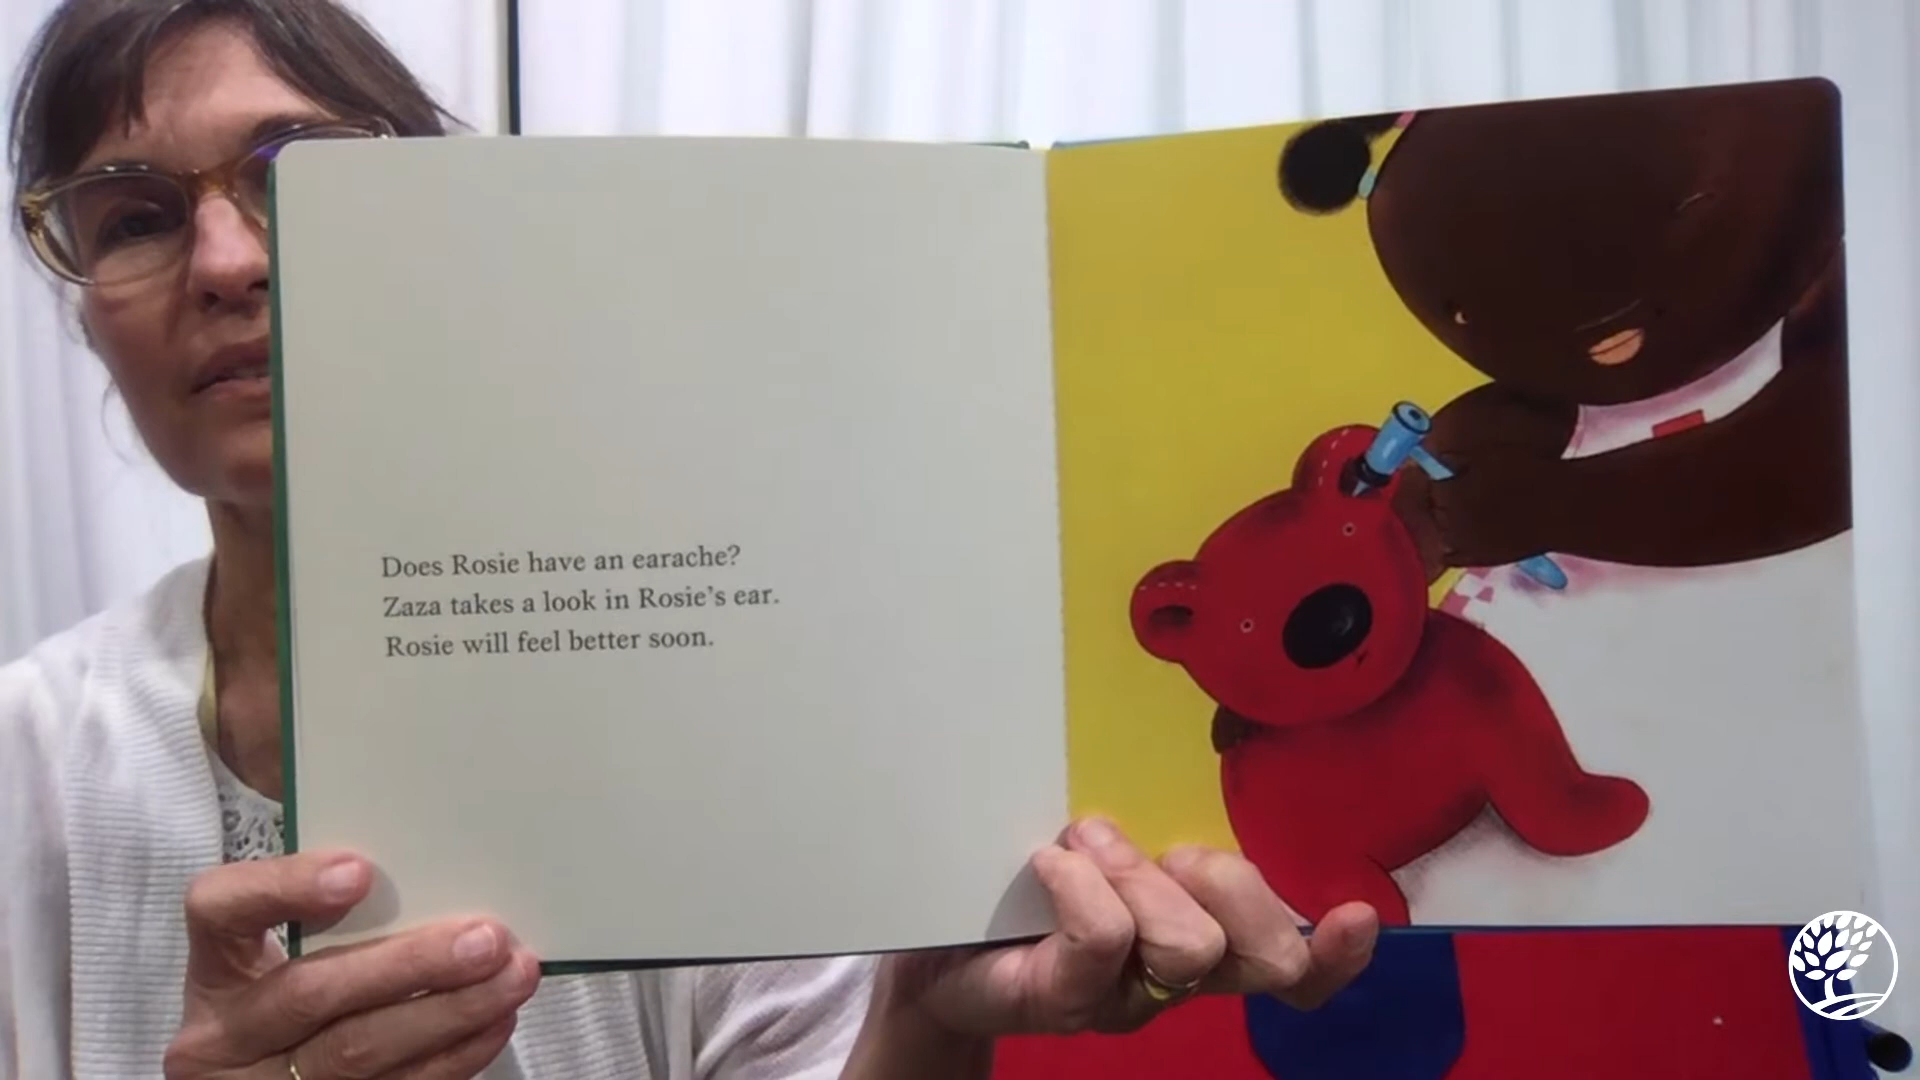 Does Rosie have an earache?
Zaza takes a look in Rosie's ear.
Rosie will feel better soon.